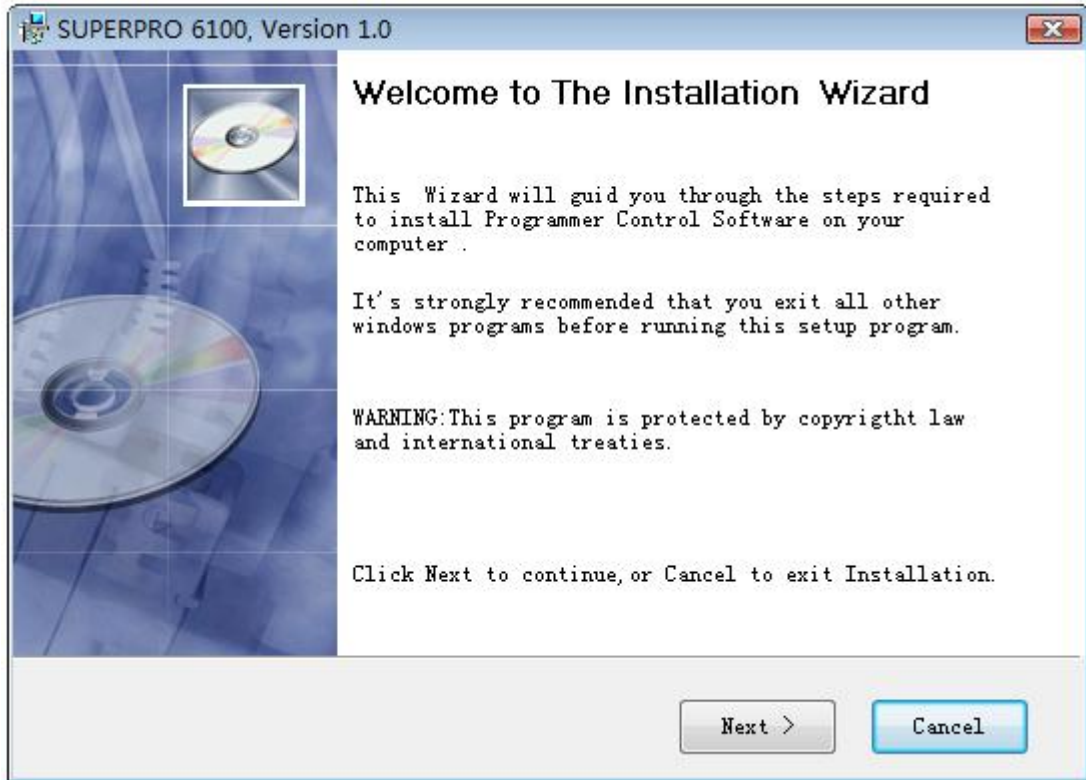 SUPERPRO 6100, Version 1.0
Welcome to The Installation Wizard
This Wizard will guid you through the steps required
to install Programmer Control Software on your
computer .
It's strongly recommended that you exit all other
windows programs before running this setup program.
WARNING:This program is protected by copyrigtht law
and international treaties.
Click Next to continue,or Cancel to exit Installation.
Next >
Cancel